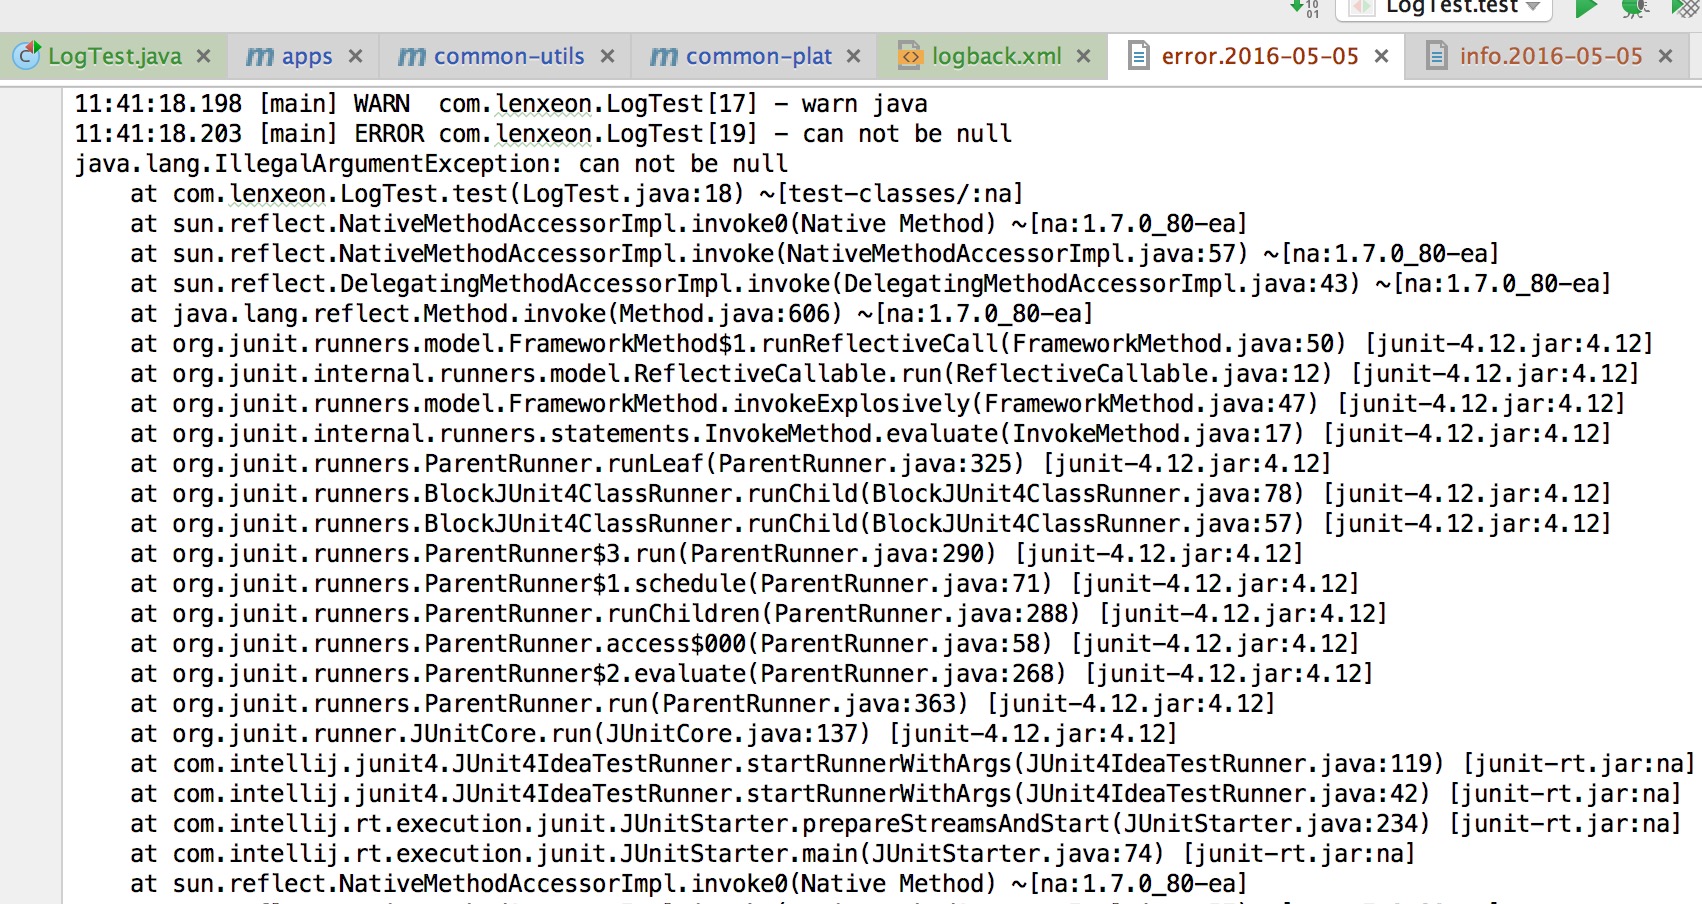 10
01
LogTest.test
LogTest.java
apps
common-utils
common-plat
logback.xml
error.2016-05-05
info.2016-05-05
11:41:18.198 [main] WARN  com.lenxeon.LogTest[17] - warn java
11:41:18.203 [main] ERROR com.lenxeon.LogTest[19] - can not be null
java.lang.IllegalArgumentException: can not be null
    at com.lenxeon.LogTest.test(LogTest.java:18) ~[test-classes/:na]
    at sun.reflect.NativeMethodAccessorImpl.invoke0(Native Method) ~[na:1.7.0_80-ea]
    at sun.reflect.NativeMethodAccessorImpl.invoke(NativeMethodAccessorImpl.java:57) ~[na:1.7.0_80-ea]
    at sun.reflect.DelegatingMethodAccessorImpl.invoke(DelegatingMethodAccessorImpl.java:43) ~[na:1.7.0_80-ea]
    at java.lang.reflect.Method.invoke(Method.java:606) ~[na:1.7.0_80-ea]
    at org.junit.runners.model.FrameworkMethod$1.runReflectiveCall(FrameworkMethod.java:50) [junit-4.12.jar:4.12]
    at org.junit.internal.runners.model.ReflectiveCallable.run(ReflectiveCallable.java:12) [junit-4.12.jar:4.12]
    at org.junit.runners.model.FrameworkMethod.invokeExplosively(FrameworkMethod.java:47) [junit-4.12.jar:4.12]
    at org.junit.internal.runners.statements.InvokeMethod.evaluate(InvokeMethod.java:17) [junit-4.12.jar:4.12]
    at org.junit.runners.ParentRunner.runLeaf(ParentRunner.java:325) [junit-4.12.jar:4.12]
    at org.junit.runners.BlockJUnit4ClassRunner.runChild(BlockJUnit4ClassRunner.java:78) [junit-4.12.jar:4.12]
    at org.junit.runners.BlockJUnit4ClassRunner.runChild(BlockJUnit4ClassRunner.java:57) [junit-4.12.jar:4.12]
    at org.junit.runners.ParentRunner$3.run(ParentRunner.java:290) [junit-4.12.jar:4.12]
    at org.junit.runners.ParentRunner$1.schedule(ParentRunner.java:71) [junit-4.12.jar:4.12]
    at org.junit.runners.ParentRunner.runChildren(ParentRunner.java:288) [junit-4.12.jar:4.12]
    at org.junit.runners.ParentRunner.access$000(ParentRunner.java:58) [junit-4.12.jar:4.12]
    at org.junit.runners.ParentRunner$2.evaluate(ParentRunner.java:268) [junit-4.12.jar:4.12]
    at org.junit.runners.ParentRunner.run(ParentRunner.java:363) [junit-4.12.jar:4.12]
    at org.junit.runner.JUnitCore.run(JUnitCore.java:137) [junit-4.12.jar:4.12]
    at com.intellij.junit4.JUnit4IdeaTestRunner.startRunnerWithArgs(JUnit4IdeaTestRunner.java:119) [junit-rt.jar:na]
    at com.intellij.junit4.JUnit4IdeaTestRunner.startRunnerWithArgs(JUnit4IdeaTestRunner.java:42) [junit-rt.jar:na]
    at com.intellij.rt.execution.junit.JUnitStarter.prepareStreamsAndStart(JUnitStarter.java:234) [junit-rt.jar:na]
    at com.intellij.rt.execution.junit.JUnitStarter.main(JUnitStarter.java:74) [junit-rt.jar:na]
    at sun.reflect.NativeMethodAccessorImpl.invoke0(Native Method) ~[na:1.7.0_80-ea]